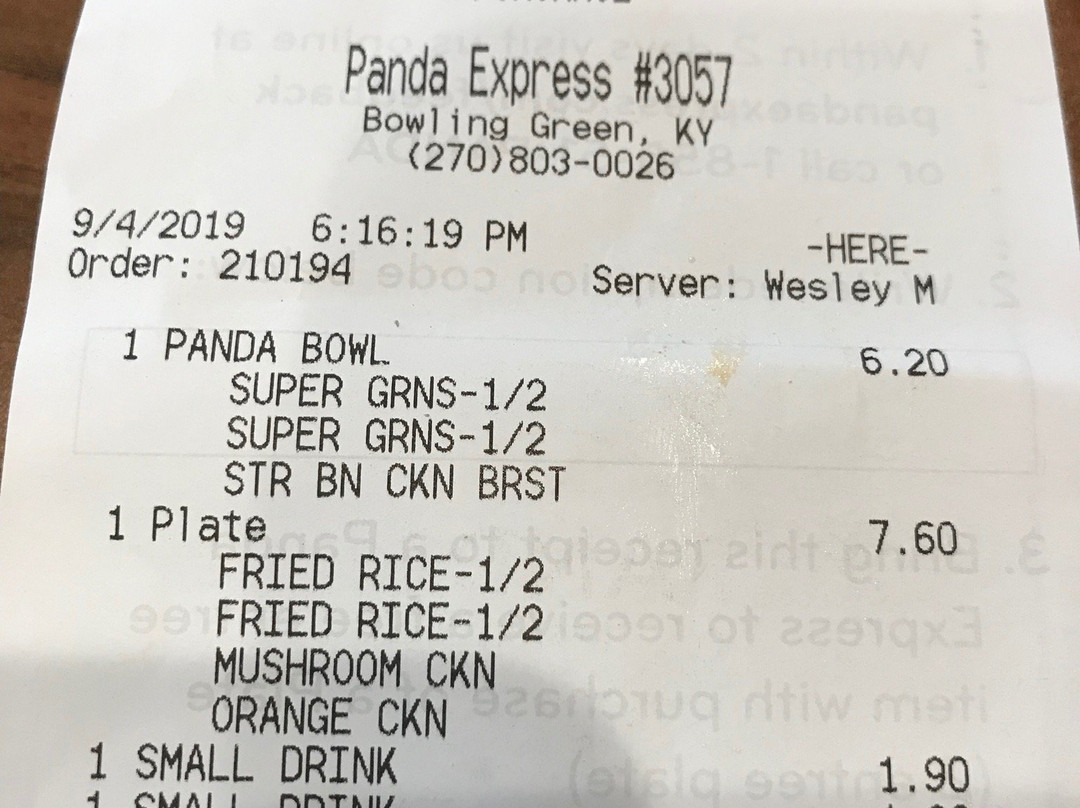 Panda Express #3057
Bowling Green, KY
(270)803-0026
9/4/2019 6:16:19 PM
-HERE-
Order: 210194 Server: Wesley M
1 PANDA BOWL 6.20
SUPER GRNS-1/2
SUPER GRNS-1/2
STR BN CKN BRST
1 Plate 7.60
FRIED RICE-1/2
FRIED RICE-1/2
MUSHROOM CKN
ORANGE CKN
1 SMALL DRINK 1.90
1 SMALL DRINK